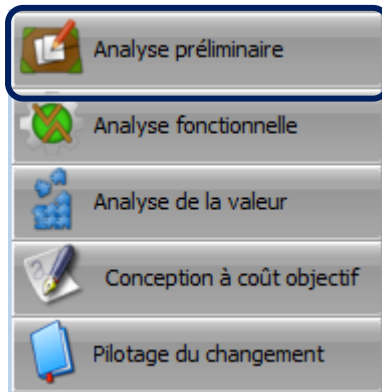 Analyse préliminaire
Analyse fonctionnelle
Analyse de la valeur
Conception à coût objectif
Pilotage du changement